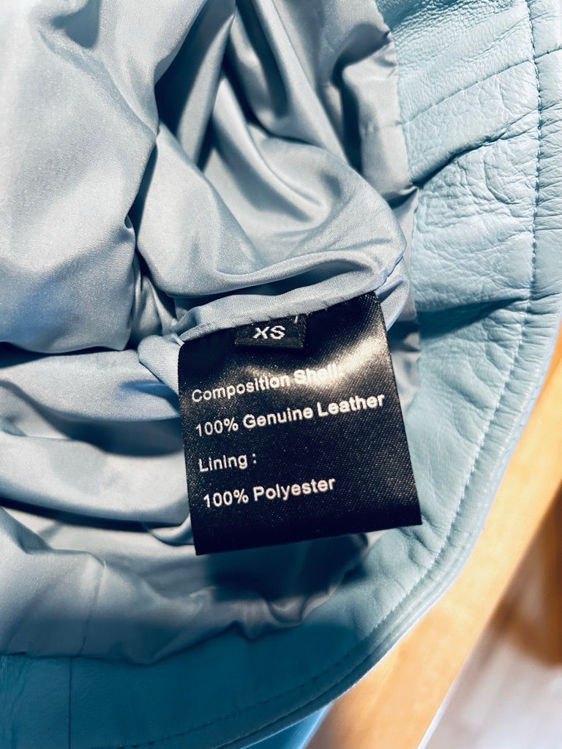 XS
Composition Shell:
100% Genuine Leather
Lining :
100% Polyester